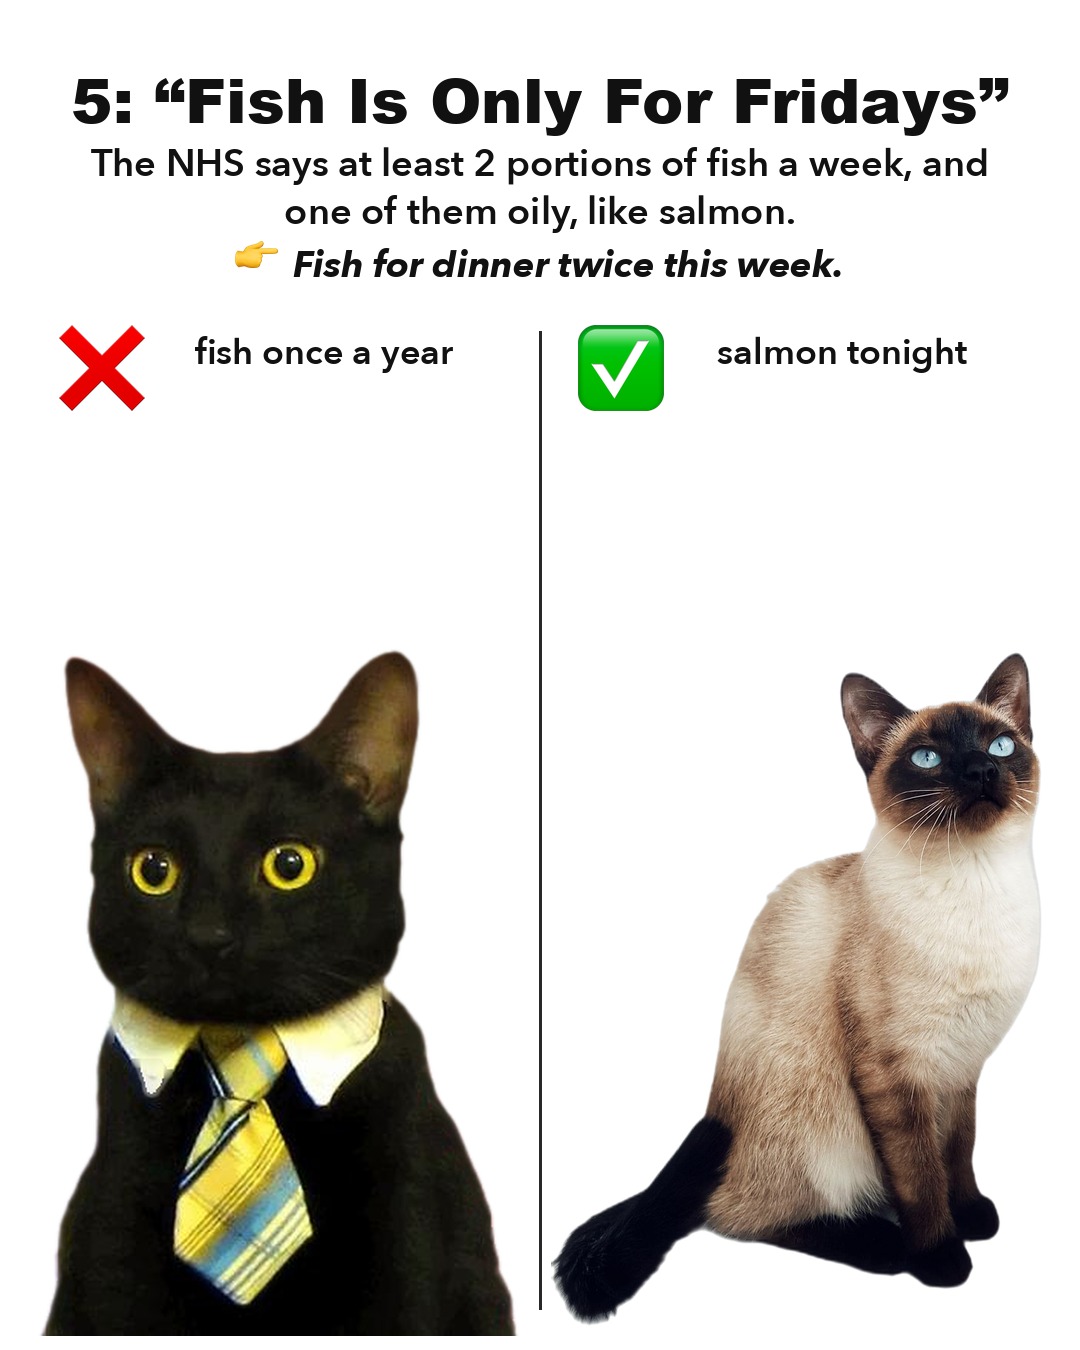 5: “Fish Is Only For Fridays”
The NHS says at least 2 portions of fish a week, and
one of them oily, like salmon.
👉 Fish for dinner twice this week.
❌ fish once a year
✅ salmon tonight